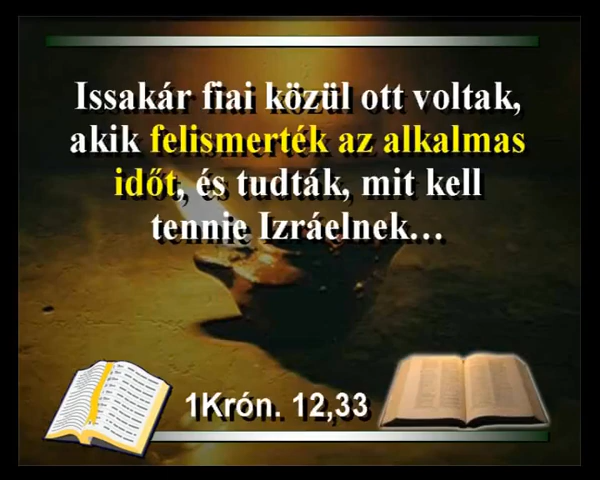 Issakár fiai közül ott voltak,
akik felismerték az alkalmas
időt, és tudták, mit kell
tennie Izráelnek…
1Krón. 12,33